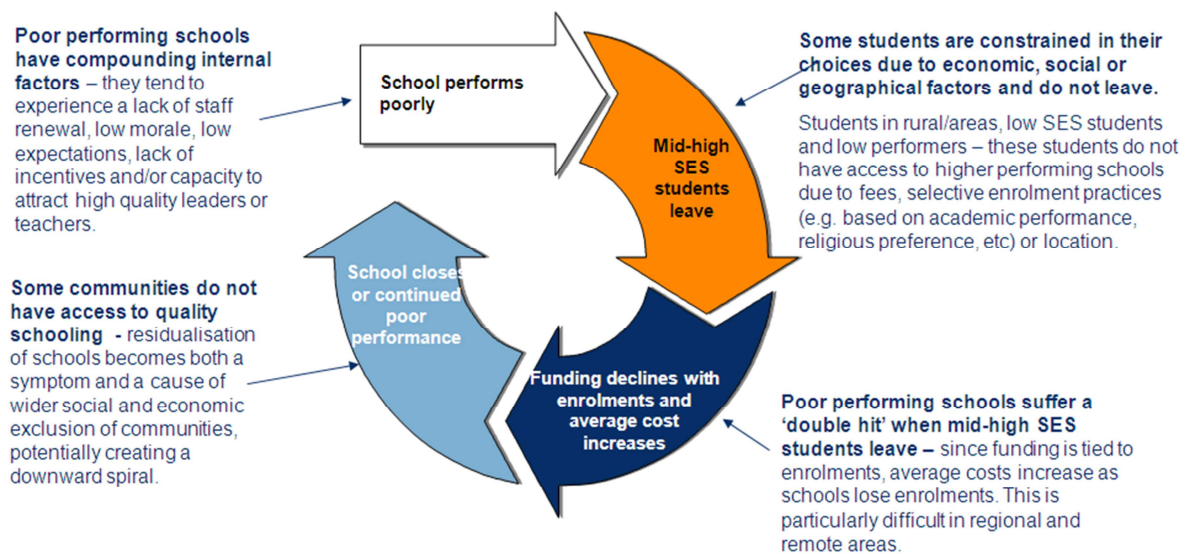 Poor performing schools
have compounding internal
factors – they tend to
experience a lack of staff
renewal, low morale, low
expectations, lack of
incentives and/or capacity to
attract high quality leaders or
teachers.
School performs
poorly
Some students are constrained in their
choices due to economic, social or
geographical factors and do not leave.
Students in rural/areas, low SES students
and low performers – these students do not
have access to higher performing schools
due to fees, selective enrolment practices
(e.g. based on academic performance,
religious preference, etc) or location.
Mid-high
SES
students
leave
Funding declines with
enrolments and
average cost
increases
Poor performing schools suffer a
‘double hit’ when mid-high SES
students leave – since funding is tied to
enrolments, average costs increase as
schools lose enrolments. This is
particularly difficult in regional and
remote areas.
School closes
or continued
poor
performance
Some communities do not
have access to quality
schooling - residualisation
of schools becomes both a
symptom and a cause of
wider social and economic
exclusion of communities,
potentially creating a
downward spiral.